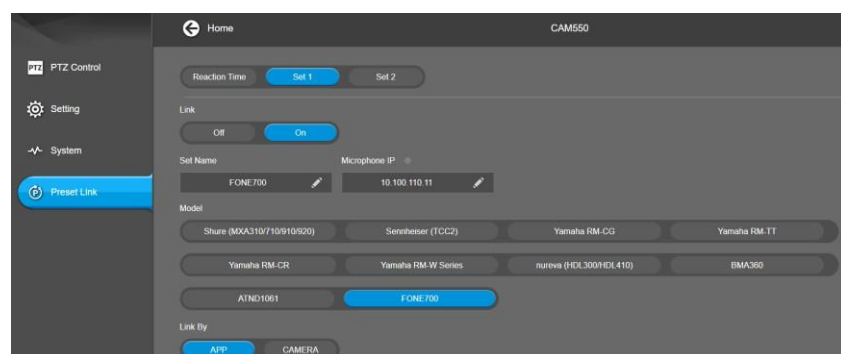 Home CAM550
PTZ PTZ Control
Reaction Time Set 1 Set 2
Setting
Link
Off On
System
Set Name Microphone IP
FONE700 10.100.110.11
P Preset Link
Model
Shure (MXA310/710/910/920) Sennheiser (TCC2) Yamaha RM-CG Yamaha RM-TT
Yamaha RM-CR Yamaha RM-W Series nureva (HDL300/HDL410) BMA360
ATND1061 FONE700
Link By
APP CAMERA